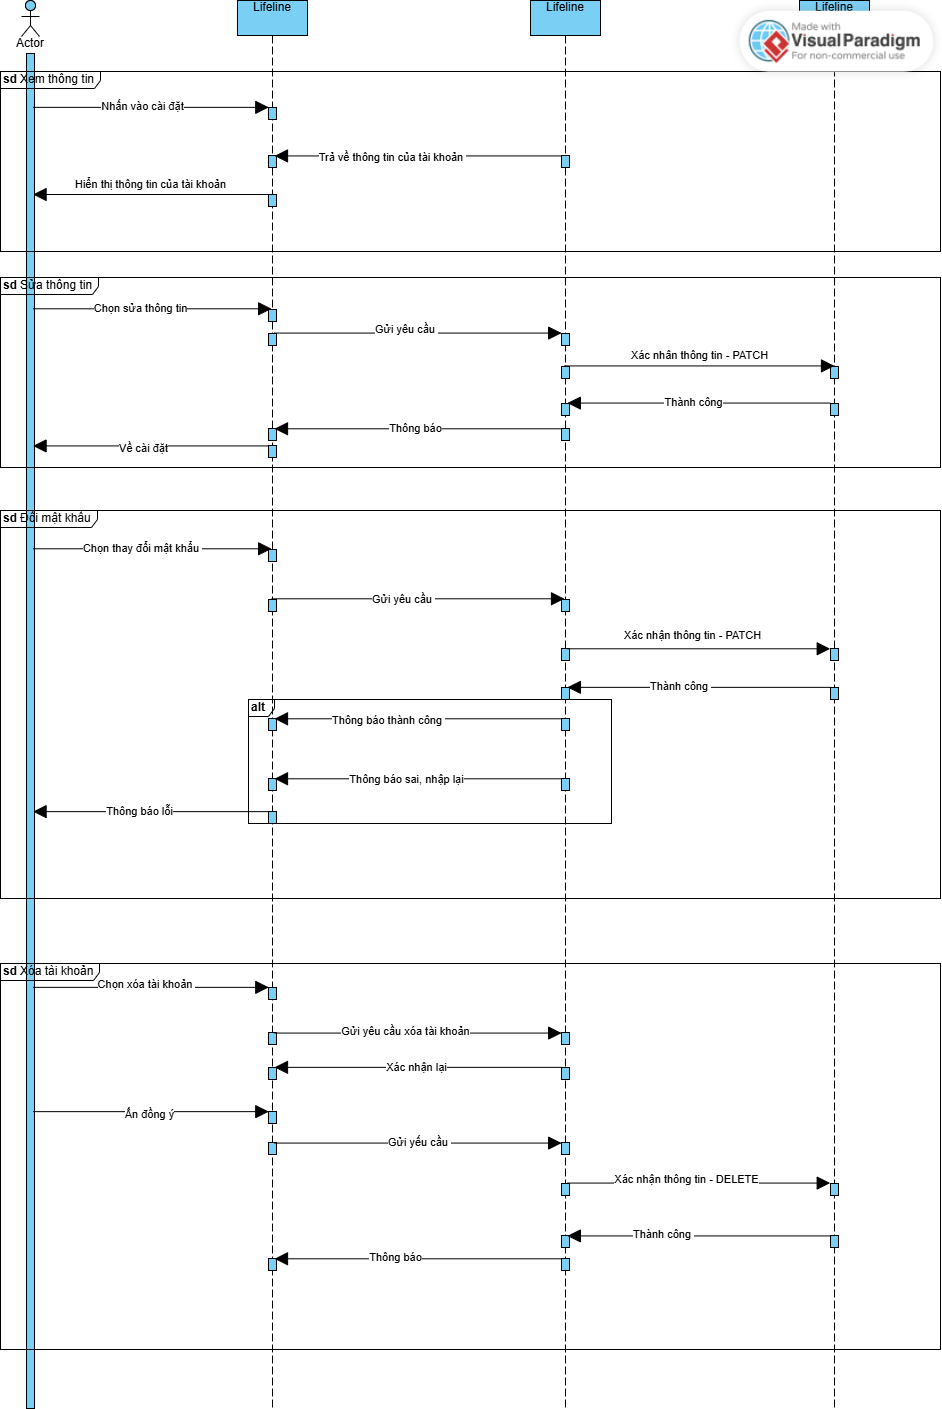 Lifeline
Lifeline
Lifeline
Made with
Visual Paradigm
For non-commercial use
Actor
sd Xem thông tin
Nhấn vào cài đặt
Trả về thông tin của tài khoản
Hiển thị thông tin của tài khoản
sd Sửa thông tin
Chọn sửa thông tin
Gửi yêu cầu
Xác nhân thông tin - PATCH
Thành công
Thông báo
Về cài đặt
sd Đổi mật khẩu
Chọn thay đổi mật khẩu
Gửi yêu cầu
Xác nhận thông tin - PATCH
Thành công
alt
Thông báo thành công
Thông báo sai, nhập lại
Thông báo lỗi
sd Xóa tài khoản
Chọn xóa tài khoản
Gửi yêu cầu xóa tài khoản
Xác nhận lại
Ấn đồng ý
Gửi yếu cầu
Xác nhận thông tin - DELETE
Thành công
Thông báo